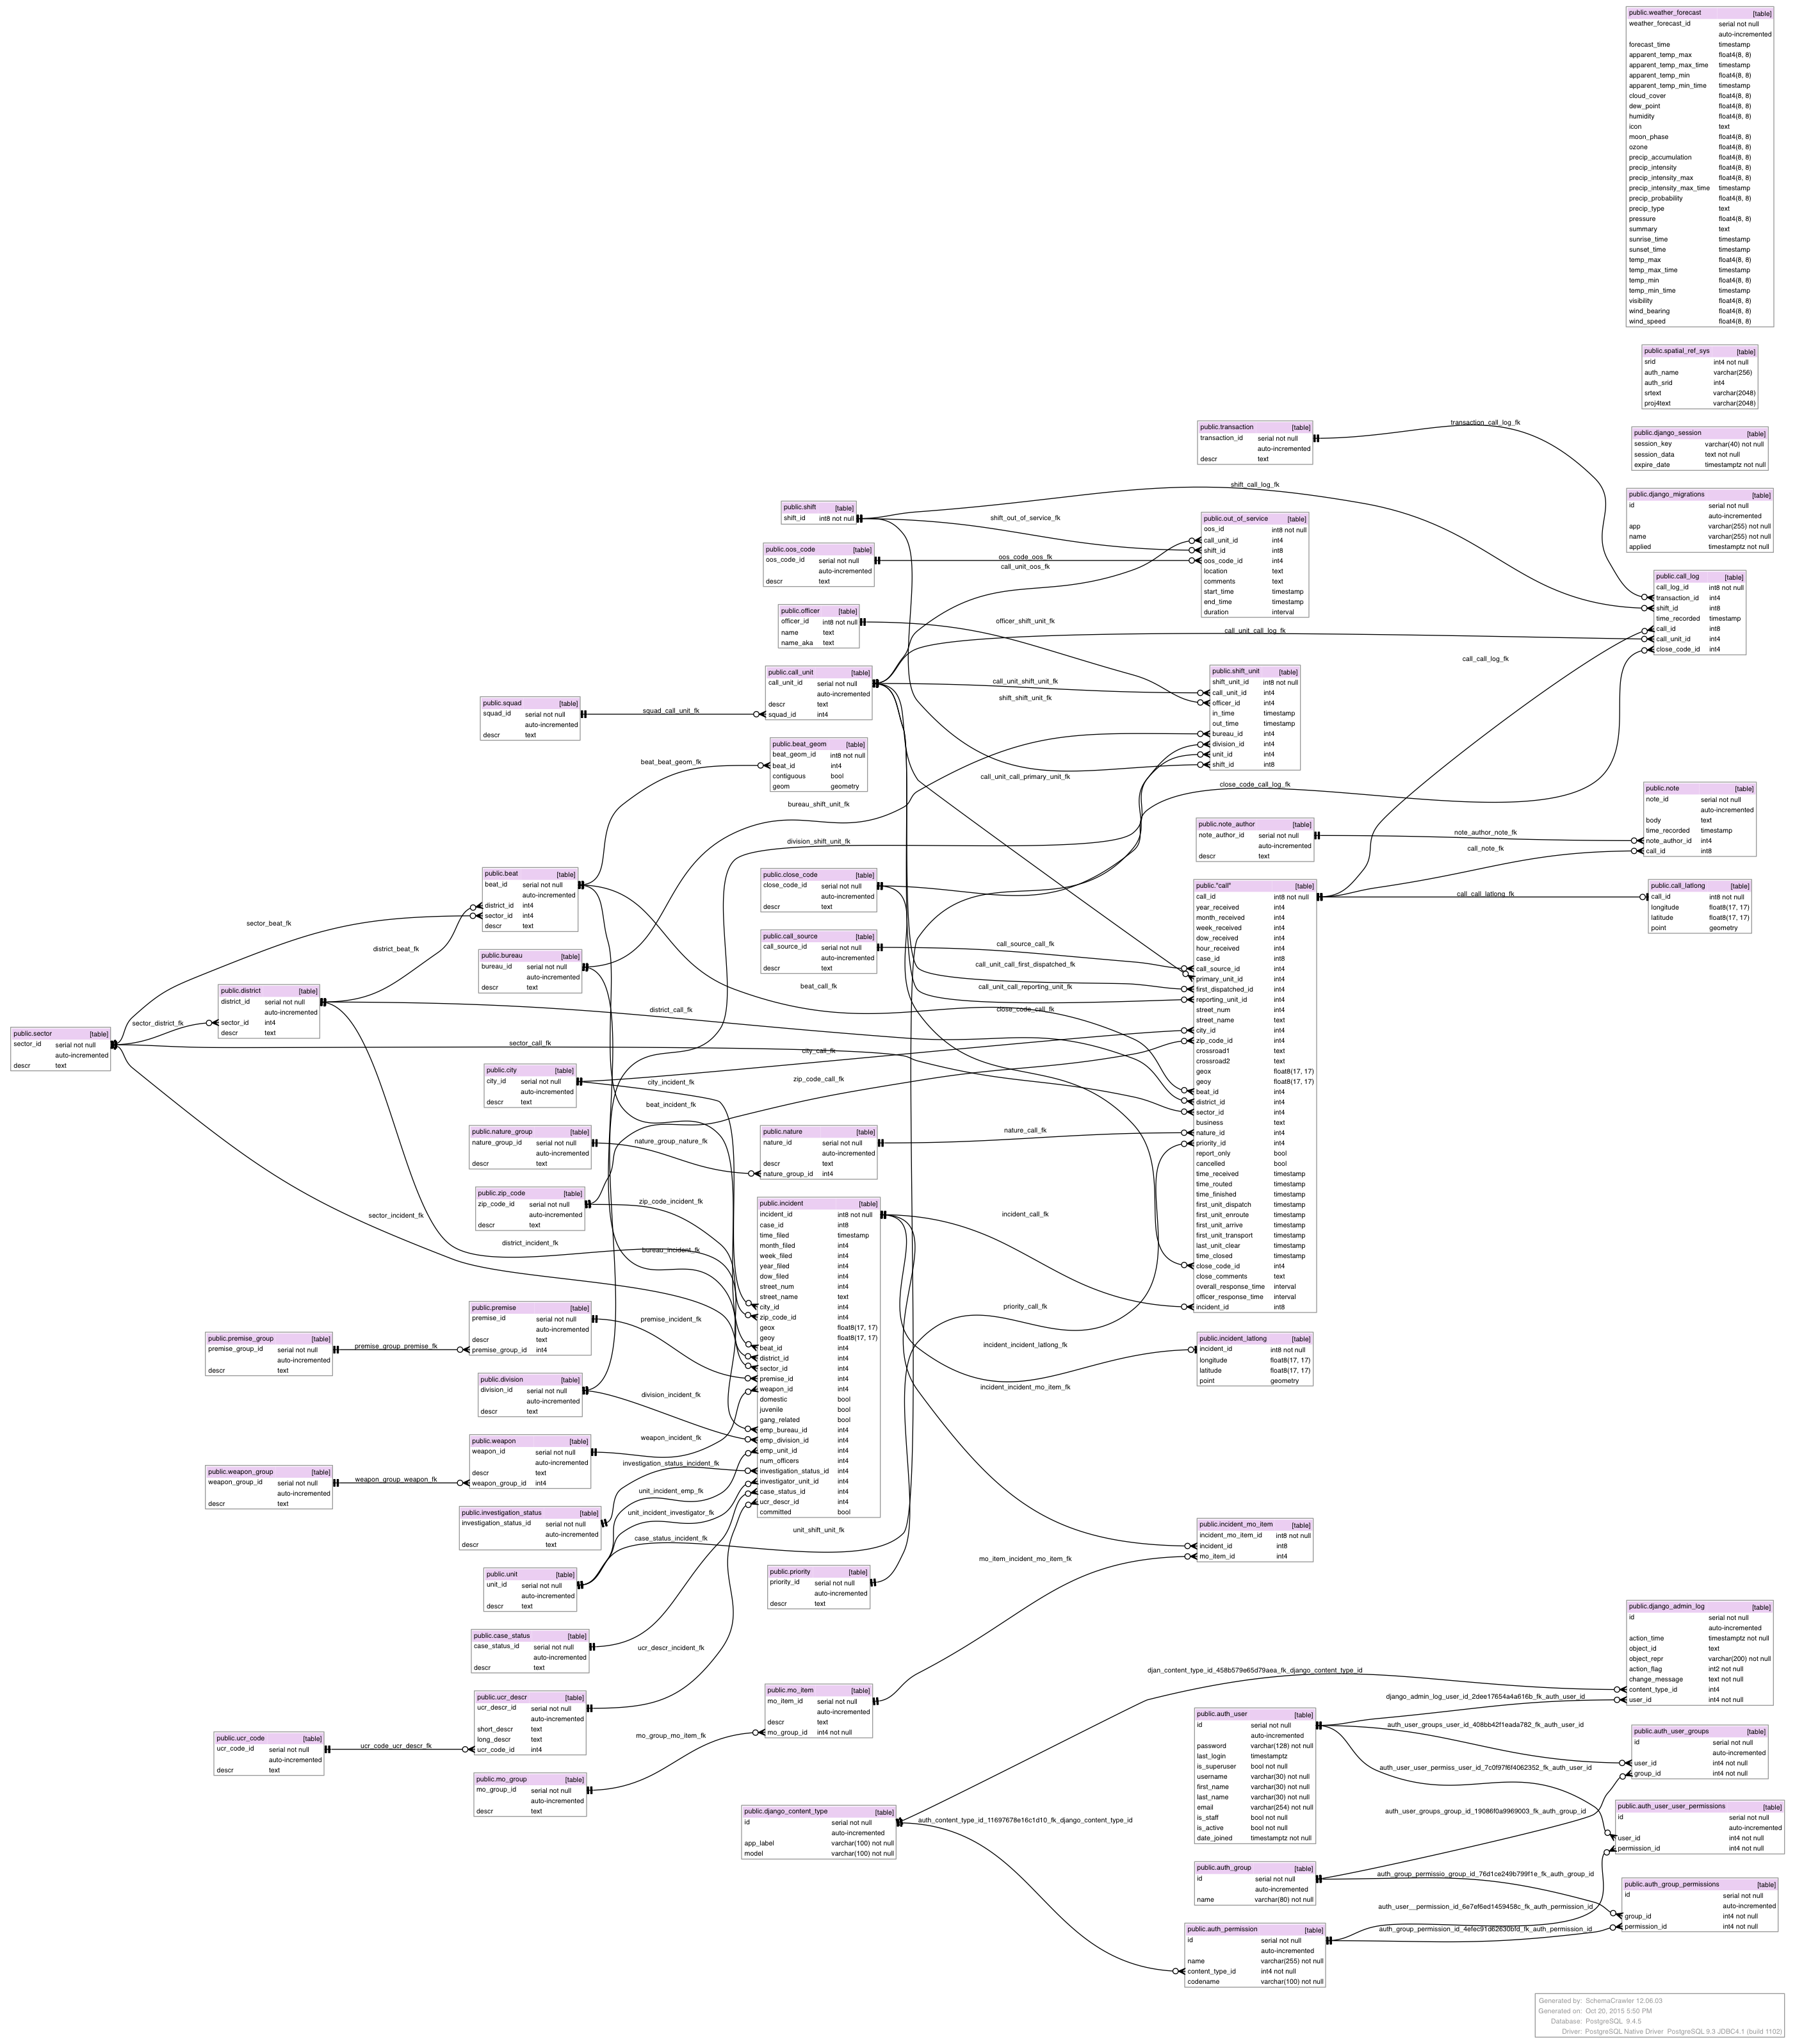 public.weather_forecast [table]
weather_forecast_id serial not null
auto-incremented
forecast_time timestamp
apparent_temp_max float4(8, 8)
apparent_temp_max_time timestamp
apparent_temp_min float4(8, 8)
apparent_temp_min_time timestamp
cloud_cover float4(8, 8)
dew_point float4(8, 8)
humidity float4(8, 8)
icon text
moon_phase float4(8, 8)
ozone float4(8, 8)
precip_accumulation float4(8, 8)
precip_intensity float4(8, 8)
precip_intensity_max float4(8, 8)
precip_intensity_max_time timestamp
precip_probability float4(8, 8)
precip_type text
pressure float4(8, 8)
summary text
sunrise_time timestamp
sunset_time timestamp
temp_max float4(8, 8)
temp_max_time timestamp
temp_min float4(8, 8)
temp_min_time timestamp
visibility float4(8, 8)
wind_bearing float4(8, 8)
wind_speed float4(8, 8)
public.spatial_ref_sys [table]
srid int4 not null
auth_name varchar(256)
auth_srid int4
srtext varchar(2048)
proj4text varchar(2048)
public.django_session [table]
session_key varchar(40) not null
session_data text not null
expire_date timestamptz not null
public.django_migrations [table]
id serial not null
auto-incremented
app varchar(255) not null
name varchar(255) not null
applied timestamptz not null
public.transaction [table]
transaction_id serial not null
auto-incremented
descr text
transaction_call_log_fk
shift_call_log_fk
public.shift [table]
shift_id int8 not null
shift_out_of_service_fk
public.out_of_service [table]
oos_id int8 not null
call_unit_id int4
shift_id int8
oos_code_id int4
location text
comments text
start_time timestamp
end_time timestamp
duration interval
public.oos_code [table]
oos_code_id serial not null
auto-incremented
descr text
oos_code_oos_fk
call_unit_oos_fk
public.call_log [table]
call_log_id int8 not null
transaction_id int4
shift_id int8
time_recorded timestamp
call_id int8
call_unit_id int4
close_code_id int4
public.officer [table]
officer_id int8 not null
name text
name_aka text
officer_shift_unit_fk
call_unit_call_log_fk
call_call_log_fk
public.call_unit [table]
call_unit_id serial not null
auto-incremented
descr text
squad_id int4
call_unit_shift_unit_fk
shift_shift_unit_fk
public.shift_unit [table]
shift_unit_id int8 not null
call_unit_id int4
officer_id int4
in_time timestamp
out_time timestamp
bureau_id int4
division_id int4
unit_id int4
shift_id int8
public.squad [table]
squad_id serial not null
auto-incremented
descr text
squad_call_unit_fk
public.beat_geom [table]
beat_geom_id int8 not null
beat_id int4
contiguous bool
geom geometry
beat_beat_geom_fk
call_unit_call_primary_unit_fk
close_code_call_log_fk
bureau_shift_unit_fk
division_shift_unit_fk
public.note [table]
note_id serial not null
auto-incremented
body text
time_recorded timestamp
note_author_id int4
call_id int8
public.note_author [table]
note_author_id serial not null
auto-incremented
descr text
note_author_note_fk
call_note_fk
public.beat [table]
beat_id serial not null
auto-incremented
district_id int4
sector_id int4
descr text
public.close_code [table]
close_code_id serial not null
auto-incremented
descr text
public."call" [table]
call_id int8 not null
year_received int4
month_received int4
week_received int4
dow_received int4
hour_received int4
case_id int8
call_source_id int4
primary_unit_id int4
first_dispatched_id int4
reporting_unit_id int4
street_num int4
street_name text
city_id int4
zip_code_id int4
crossroad1 text
crossroad2 text
geox float8(17, 17)
geoy float8(17, 17)
beat_id int4
district_id int4
sector_id int4
business text
nature_id int4
priority_id int4
report_only bool
cancelled bool
time_received timestamp
time_routed timestamp
time_finished timestamp
first_unit_dispatch timestamp
first_unit_enroute timestamp
first_unit_arrive timestamp
first_unit_transport timestamp
last_unit_clear timestamp
time_closed timestamp
close_code_id int4
close_comments text
overall_response_time interval
officer_response_time interval
incident_id int8
call_call_latlong_fk
public.call_latlong [table]
call_id int8 not null
longitude float8(17, 17)
latitude float8(17, 17)
point geometry
sector_beat_fk
district_beat_fk
public.call_source [table]
call_source_id serial not null
auto-incremented
descr text
call_source_call_fk
call_unit_call_first_dispatched_fk
call_unit_call_reporting_unit_fk
beat_call_fk
close_code_call_fk
public.bureau [table]
bureau_id serial not null
auto-incremented
descr text
public.district [table]
district_id serial not null
auto-incremented
sector_id int4
descr text
district_call_fk
sector_district_fk
public.sector [table]
sector_id serial not null
auto-incremented
descr text
sector_call_fk
city_call_fk
public.city [table]
city_id serial not null
auto-incremented
descr text
city_incident_fk
zip_code_call_fk
beat_incident_fk
public.nature_group [table]
nature_group_id serial not null
auto-incremented
descr text
nature_group_nature_fk
public.nature [table]
nature_id serial not null
auto-incremented
descr text
nature_group_id int4
nature_call_fk
public.zip_code [table]
zip_code_id serial not null
auto-incremented
descr text
zip_code_incident_fk
sector_incident_fk
district_incident_fk
bureau_incident_fk
public.incident [table]
incident_id int8 not null
case_id int8
time_filed timestamp
month_filed int4
week_filed int4
year_filed int4
dow_filed int4
street_num int4
street_name text
city_id int4
zip_code_id int4
geox float8(17, 17)
geoy float8(17, 17)
beat_id int4
district_id int4
sector_id int4
premise_id int4
weapon_id int4
domestic bool
juvenile bool
gang_related bool
emp_bureau_id int4
emp_division_id int4
emp_unit_id int4
num_officers int4
investigation_status_id int4
investigator_unit_id int4
case_status_id int4
ucr_descr_id int4
committed bool
incident_call_fk
priority_call_fk
incident_incident_latlong_fk
incident_incident_mo_item_fk
public.premise_group [table]
premise_group_id serial not null
auto-incremented
descr text
premise_group_premise_fk
public.premise [table]
premise_id serial not null
auto-incremented
descr text
premise_group_id int4
premise_incident_fk
public.incident_latlong [table]
incident_id int8 not null
longitude float8(17, 17)
latitude float8(17, 17)
point geometry
public.division [table]
division_id serial not null
auto-incremented
descr text
division_incident_fk
public.weapon_group [table]
weapon_group_id serial not null
auto-incremented
descr text
weapon_group_weapon_fk
public.weapon [table]
weapon_id serial not null
auto-incremented
descr text
weapon_group_id int4
weapon_incident_fk
investigation_status_incident_fk
public.investigation_status [table]
investigation_status_id serial not null
auto-incremented
descr text
unit_incident_emp_fk
unit_incident_investigator_fk
unit_shift_unit_fk
case_status_incident_fk
public.unit [table]
unit_id serial not null
auto-incremented
descr text
public.priority [table]
priority_id serial not null
auto-incremented
descr text
public.incident_mo_item [table]
incident_mo_item_id int8 not null
incident_id int8
mo_item_id int4
mo_item_incident_mo_item_fk
public.case_status [table]
case_status_id serial not null
auto-incremented
descr text
ucr_descr_incident_fk
public.ucr_code [table]
ucr_code_id serial not null
auto-incremented
descr text
ucr_code_ucr_descr_fk
public.ucr_descr [table]
ucr_descr_id serial not null
auto-incremented
short_descr text
long_descr text
ucr_code_id int4
public.mo_item [table]
mo_item_id serial not null
auto-incremented
descr text
mo_group_id int4 not null
mo_group_mo_item_fk
public.mo_group [table]
mo_group_id serial not null
auto-incremented
descr text
public.django_admin_log [table]
id serial not null
auto-incremented
action_time timestamptz not null
object_id text
object_repr varchar(200) not null
action_flag int2 not null
change_message text not null
content_type_id int4
user_id int4 not null
djan_content_type_id_458b579e65d79aea_fk_django_content_type_id
django_admin_log_user_id_2dee17654a4a616b_fk_auth_user_id
public.auth_user [table]
id serial not null
auto-incremented
password varchar(128) not null
last_login timestamptz
is_superuser bool not null
username varchar(30) not null
first_name varchar(30) not null
last_name varchar(30) not null
email varchar(254) not null
is_staff bool not null
is_active bool not null
date_joined timestamptz not null
auth_user_groups_user_id_408bb42f1eada782_fk_auth_user_id
public.auth_user_groups [table]
id serial not null
auto-incremented
user_id int4 not null
group_id int4 not null
auth_user_user_permiss_user_id_7c0f97f6f4062352_fk_auth_user_id
auth_user_groups_group_id_19086f0a9969003_fk_auth_group_id
public.auth_user_user_permissions [table]
id serial not null
auto-incremented
user_id int4 not null
permission_id int4 not null
public.django_content_type [table]
id serial not null
auto-incremented
app_label varchar(100) not null
model varchar(100) not null
auth_content_type_id_11697678e16c1d10_fk_django_content_type_id
public.auth_group [table]
id serial not null
auto-incremented
name varchar(80) not null
auth_group_permissio_group_id_76d1ce249b799f1e_fk_auth_group_id
public.auth_group_permissions [table]
id serial not null
auto-incremented
group_id int4 not null
permission_id int4 not null
auth_user__permission_id_6e7ef6ed1459458c_fk_auth_permission_id
auth_group_permission_id_4efec91d62630bfd_fk_auth_permission_id
public.auth_permission [table]
id serial not null
auto-incremented
name varchar(255) not null
content_type_id int4 not null
codename varchar(100) not null
Generated by: SchemaCrawler 12.06.03
Generated on: Oct 20, 2015 5:50 PM
Database: PostgreSQL 9.4.5
Driver: PostgreSQL Native Driver PostgreSQL 9.3 JDBC4.1 (build 1102)